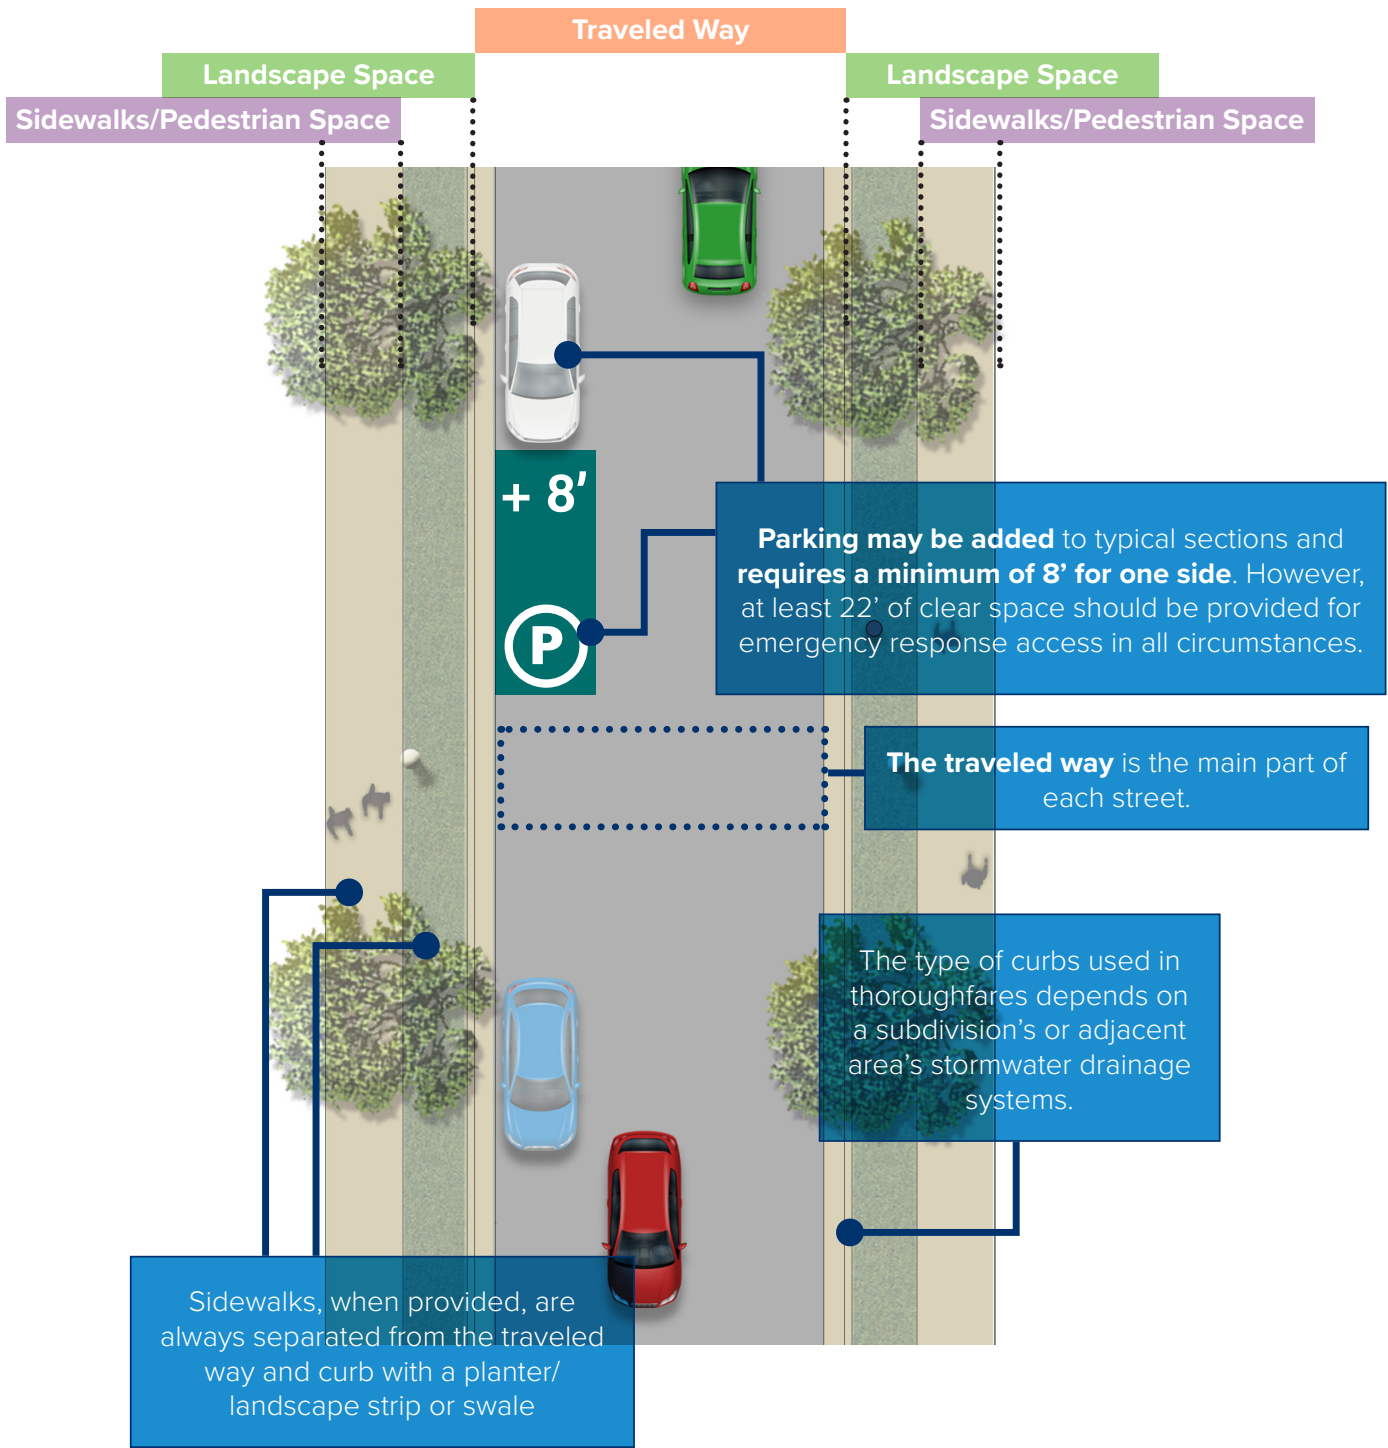 Traveled Way
Landscape Space
Landscape Space
Sidewalks/Pedestrian Space
Sidewalks/Pedestrian Space
+ 8’
P
Parking may be added to typical sections and
requires a minimum of 8’ for one side. However,
at least 22’ of clear space should be provided for
emergency response access in all circumstances.
The traveled way is the main part of
each street.
The type of curbs used in
thoroughfares depends on
a subdivision’s or adjacent
area’s stormwater drainage
systems.
Sidewalks, when provided, are
always separated from the traveled
way and curb with a planter/
landscape strip or swale